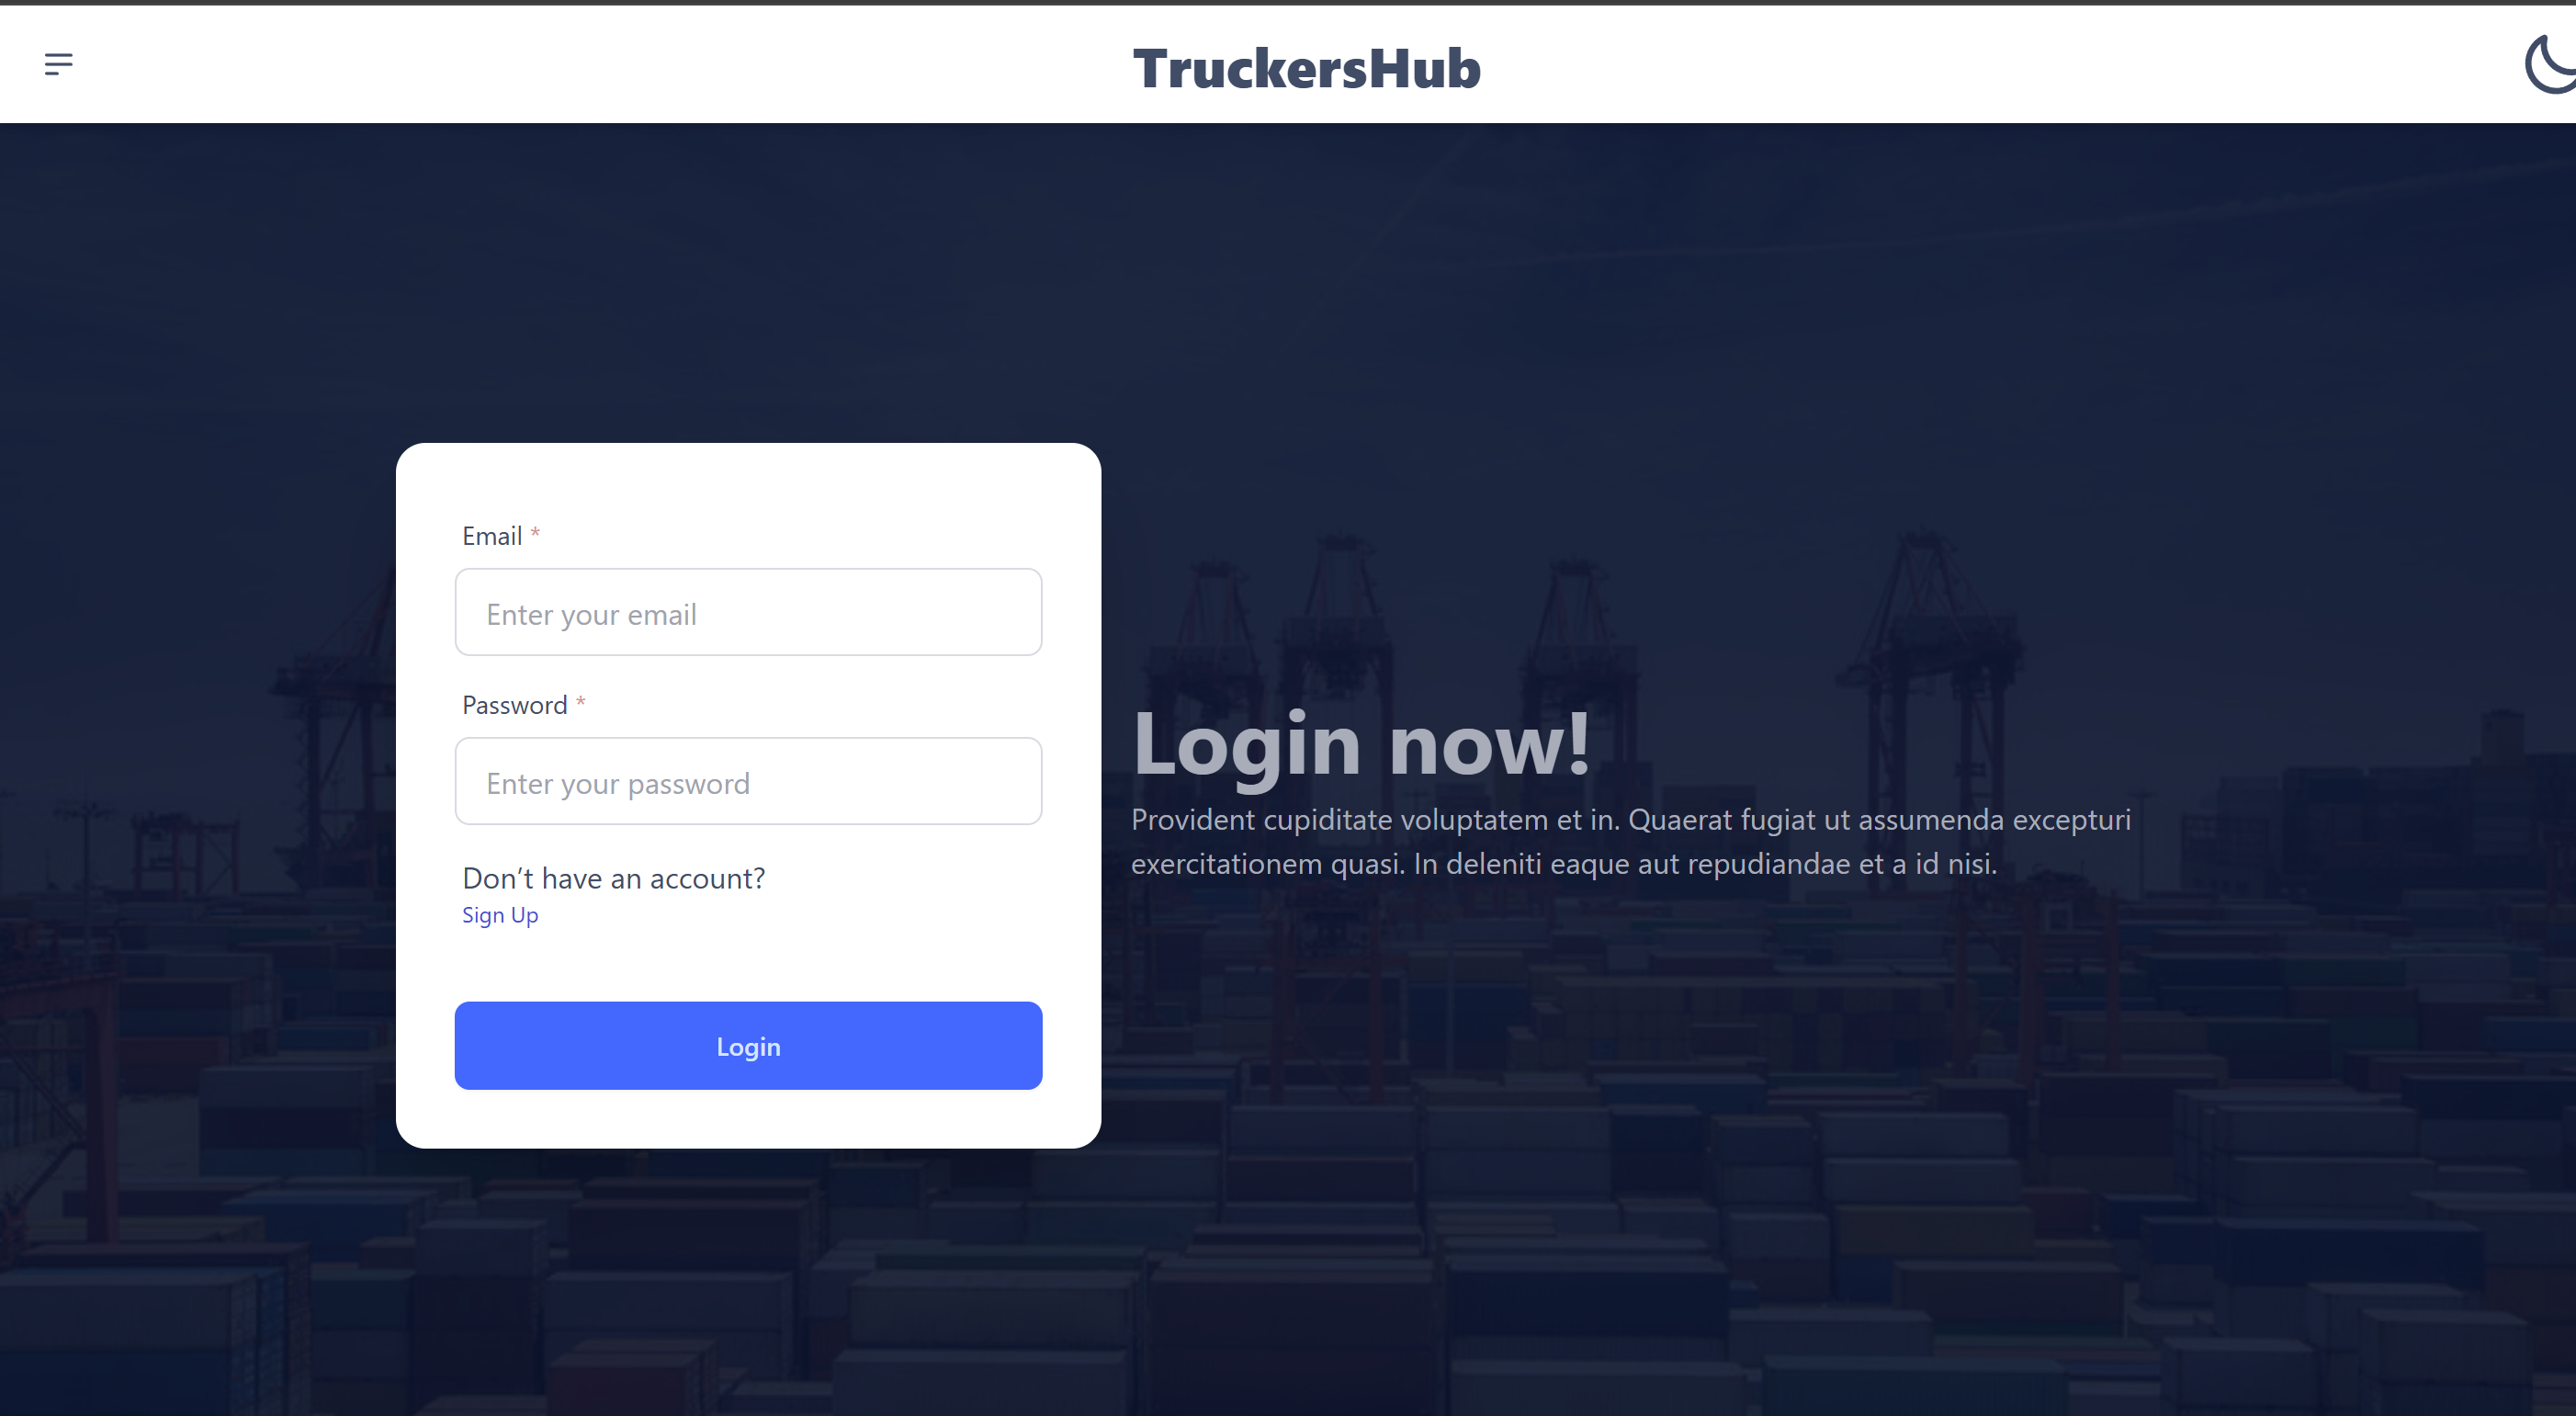 TruckersHub
Email *
Enter your email
Password *
Enter your password
Don’t have an account?
Sign Up
Login
Login now!
Provident cupiditate voluptatem et in. Quaerat fugiat ut assumenda excepturi
exercitationem quasi. In deleniti eaque aut repudiandae et a id nisi.